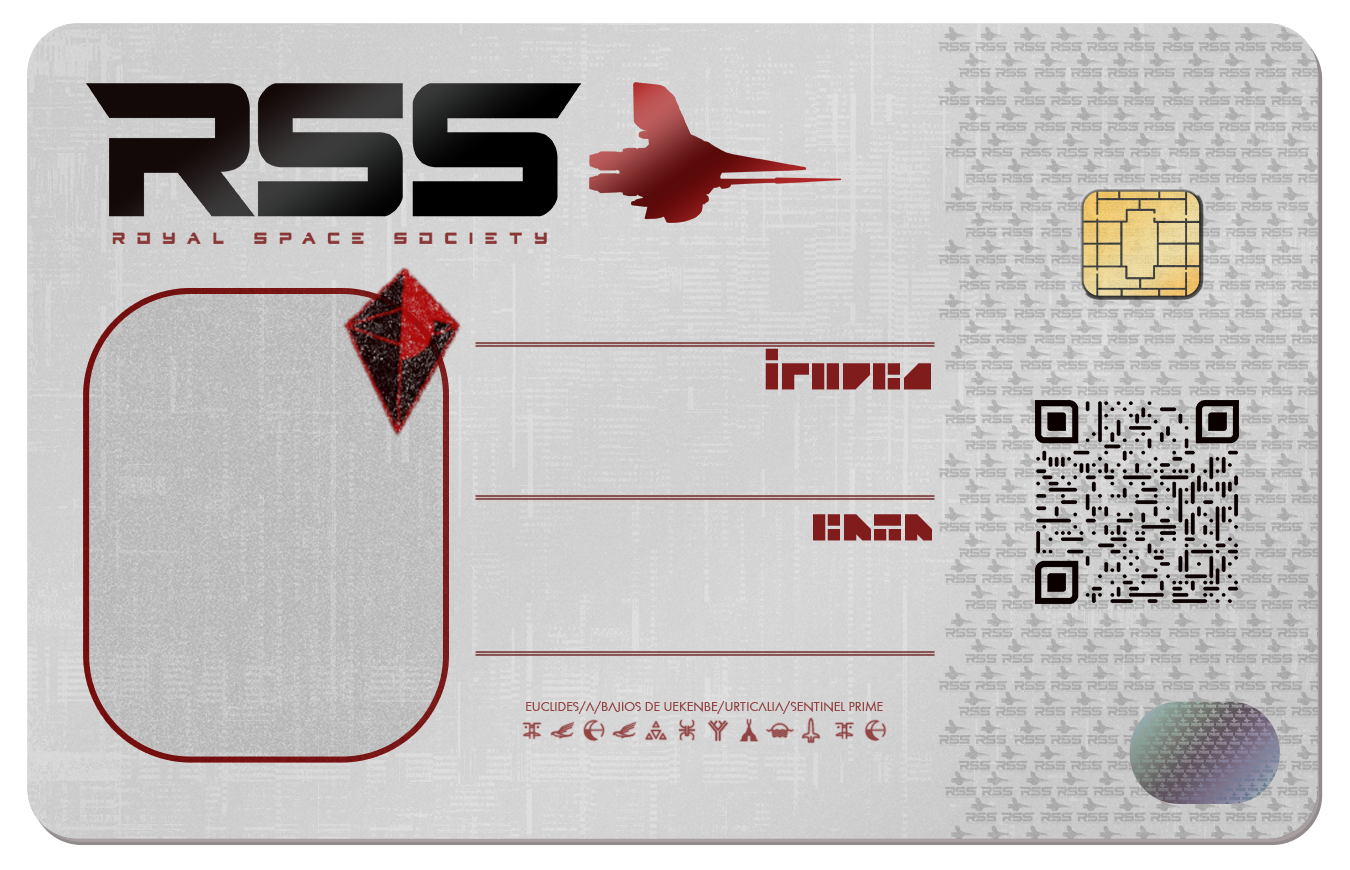 RSS
ROYAL SPACE SOCIETY
EUCLIDES/Λ/BAJIOS DE UEKENBE/URTICALIA/SENTINEL PRIME